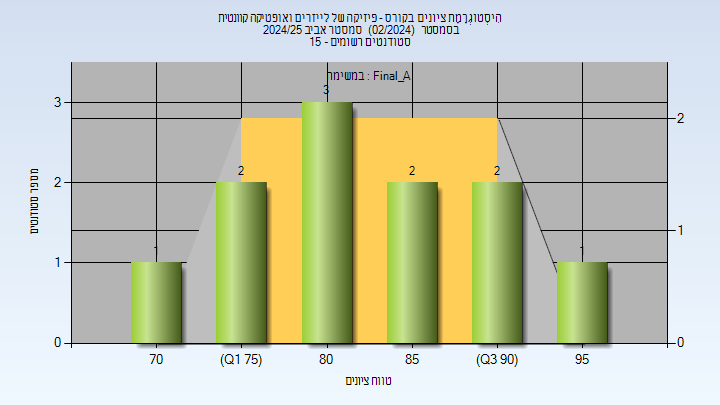 היסטוגרמת ציונים בקורס - פיזיקה של לייזרים ואופטיקה קוונטית
בסמסטר (02/2024) סמסטר אביב 2024/25
סטודנטים רשומים - 15
במשימה : Final_A
מספר סטודנטים
3
2
1
0
2
1
0
1
2
3
2
2
1
70
(Q1 75)
80
85
(Q3 90)
95
טווח ציונים